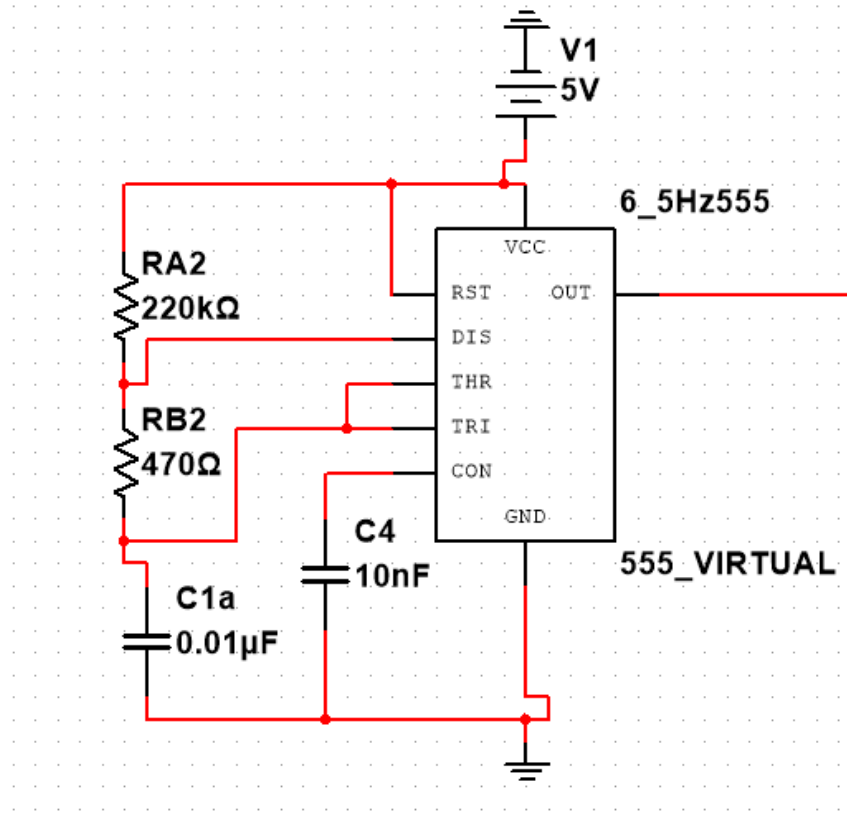 V1
5V
6_5Hz555
VCC
RST
OUT
DIS
THR
TRI
CON
GND
555_VIRTUAL
RA2
220kΩ
RB2
470Ω
C4
10nF
C1a
0.01µF